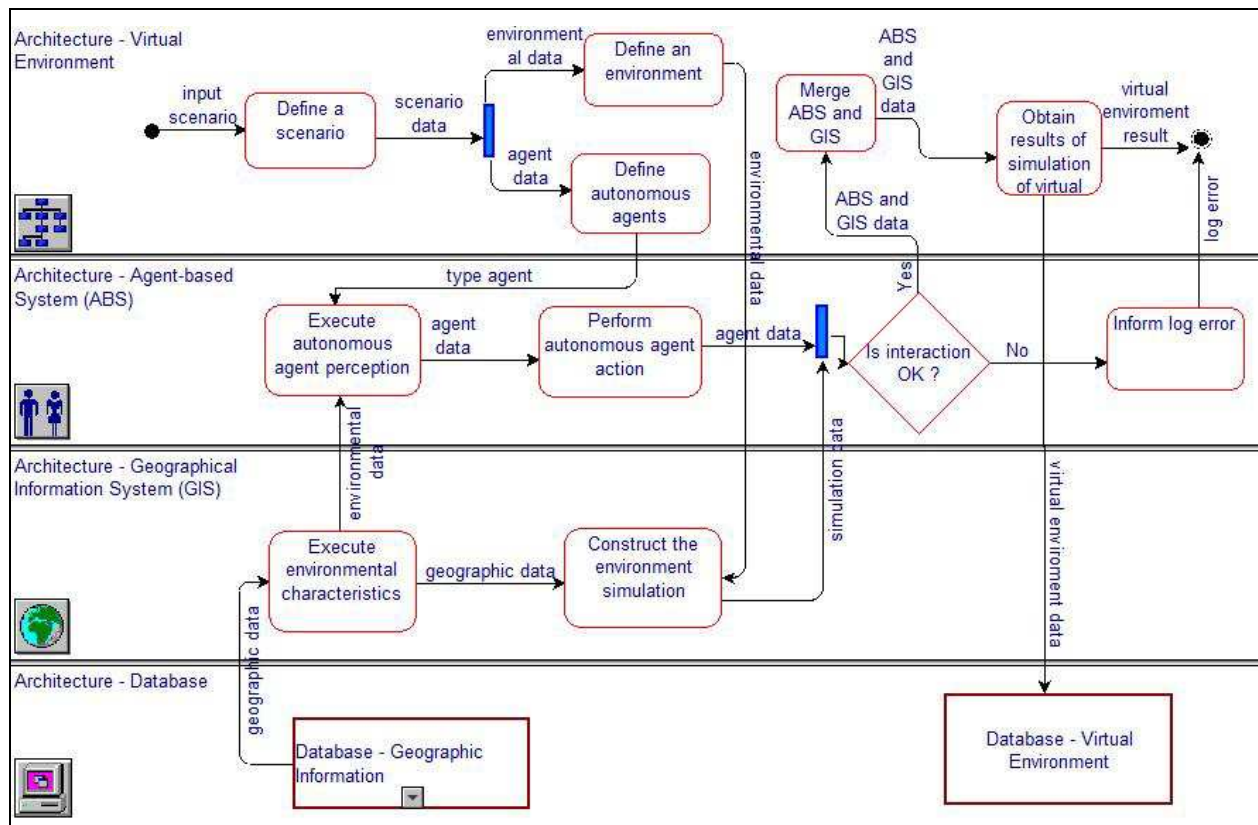 Architecture - Virtual
Environment
input
scenario
Define a
scenario
scenario
data
environment
al data
Define an
environment
agent
data
Define
autonomous
agents
environmental data
Merge
ABS and
GIS
ABS
and
GIS
data
Obtain
results of
simulation
of virtual
virtual
enviroment
result
ABS and
GIS data
log error
Architecture - Agent-based
System (ABS)
type agent
Execute
autonomous
agent perception
agent
data
Perform
autonomous agent
action
agent data
Yes
Is interaction
OK ?
No
Inform log error
environmental
data
simulation data
Architecture - Geographical
Information System (GIS)
Execute
environmental
characteristics
geographic data
Construct the
environment
simulation
virtual enviroment data
geographic data
Architecture - Database
Database - Geographic
Information
Database - Virtual
Environment